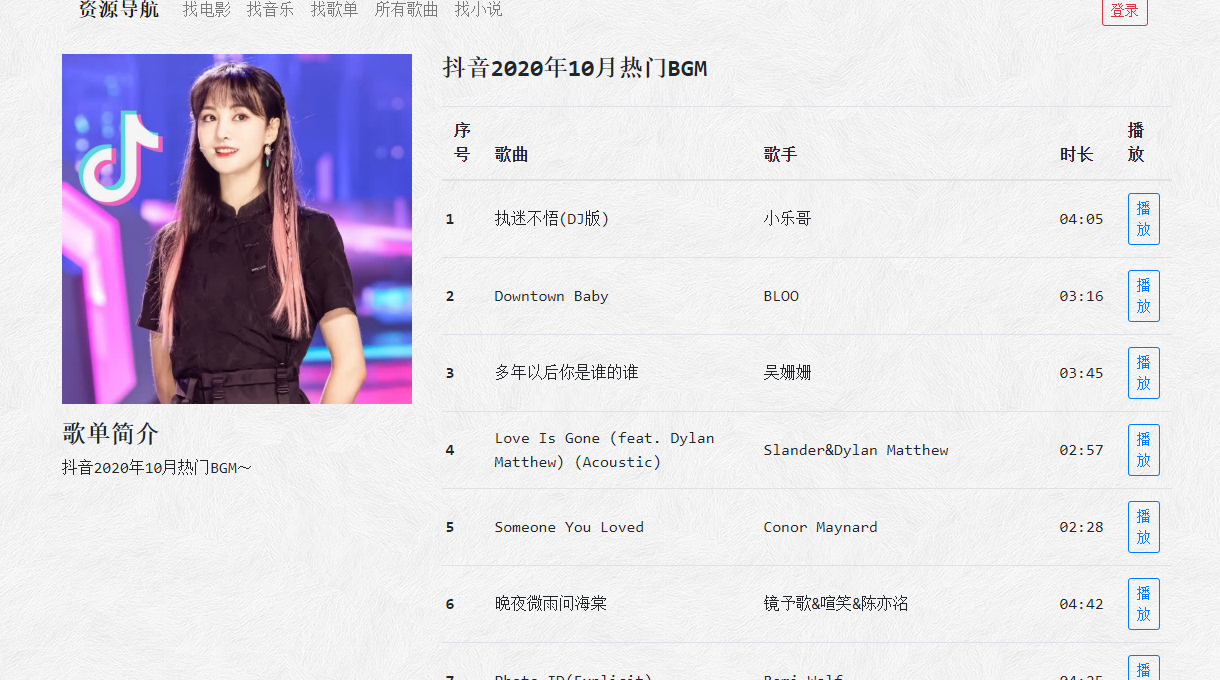 资源导航 找电影 找音乐 找歌单 所有歌曲 找小说 登录
抖音2020年10月热门BGM
序号 歌曲 歌手 时长 播放
1 执迷不悟(DJ版) 小乐哥 04:05 播放
2 Downtown Baby BLOO 03:16 播放
3 多年以后你是谁的谁 吴姗姗 03:45 播放
4 Love Is Gone (feat. Dylan
Matthew) (Acoustic) Slander&Dylan Matthew 02:57 播放
5 Someone You Loved Conor Maynard 02:28 播放
6 晚夜微雨问海棠 镜予歌&喧笑&陈亦洺 04:42 播放
7 Photo ID(Explicit) Remi Wolf 04:25 播
歌单简介
抖音2020年10月热门BGM～